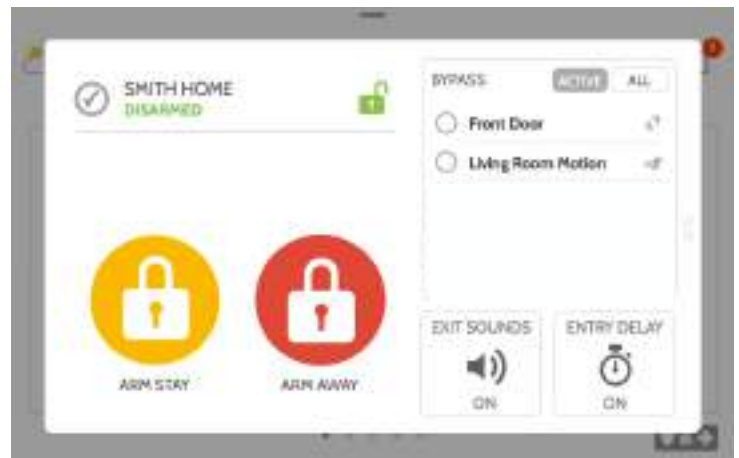 SMITH HOME
DISARMED
BYPASS
ACTIVE
ALL
Front Door
Living Room Motion
ARM STAY
ARM AWAY
EXIT SOUNDS
ON
ENTRY DELAY
ON